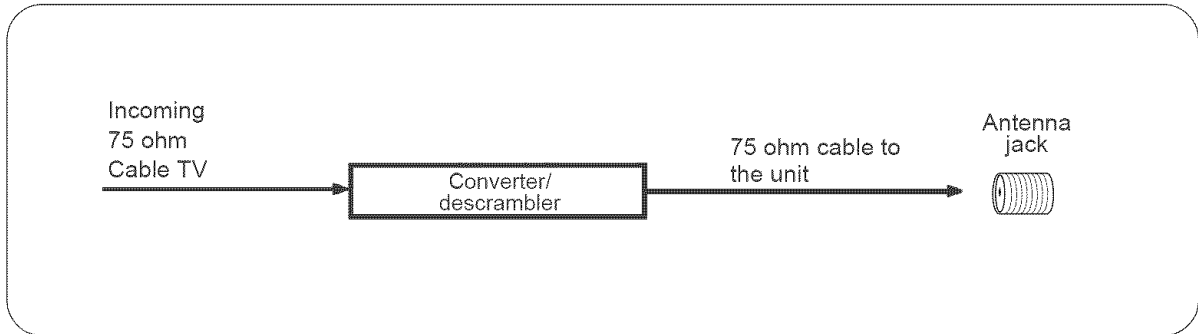 Incoming
75 ohm
Cable TV
Converter/
descrambler
75 ohm cable to
the unit
Antenna
jack